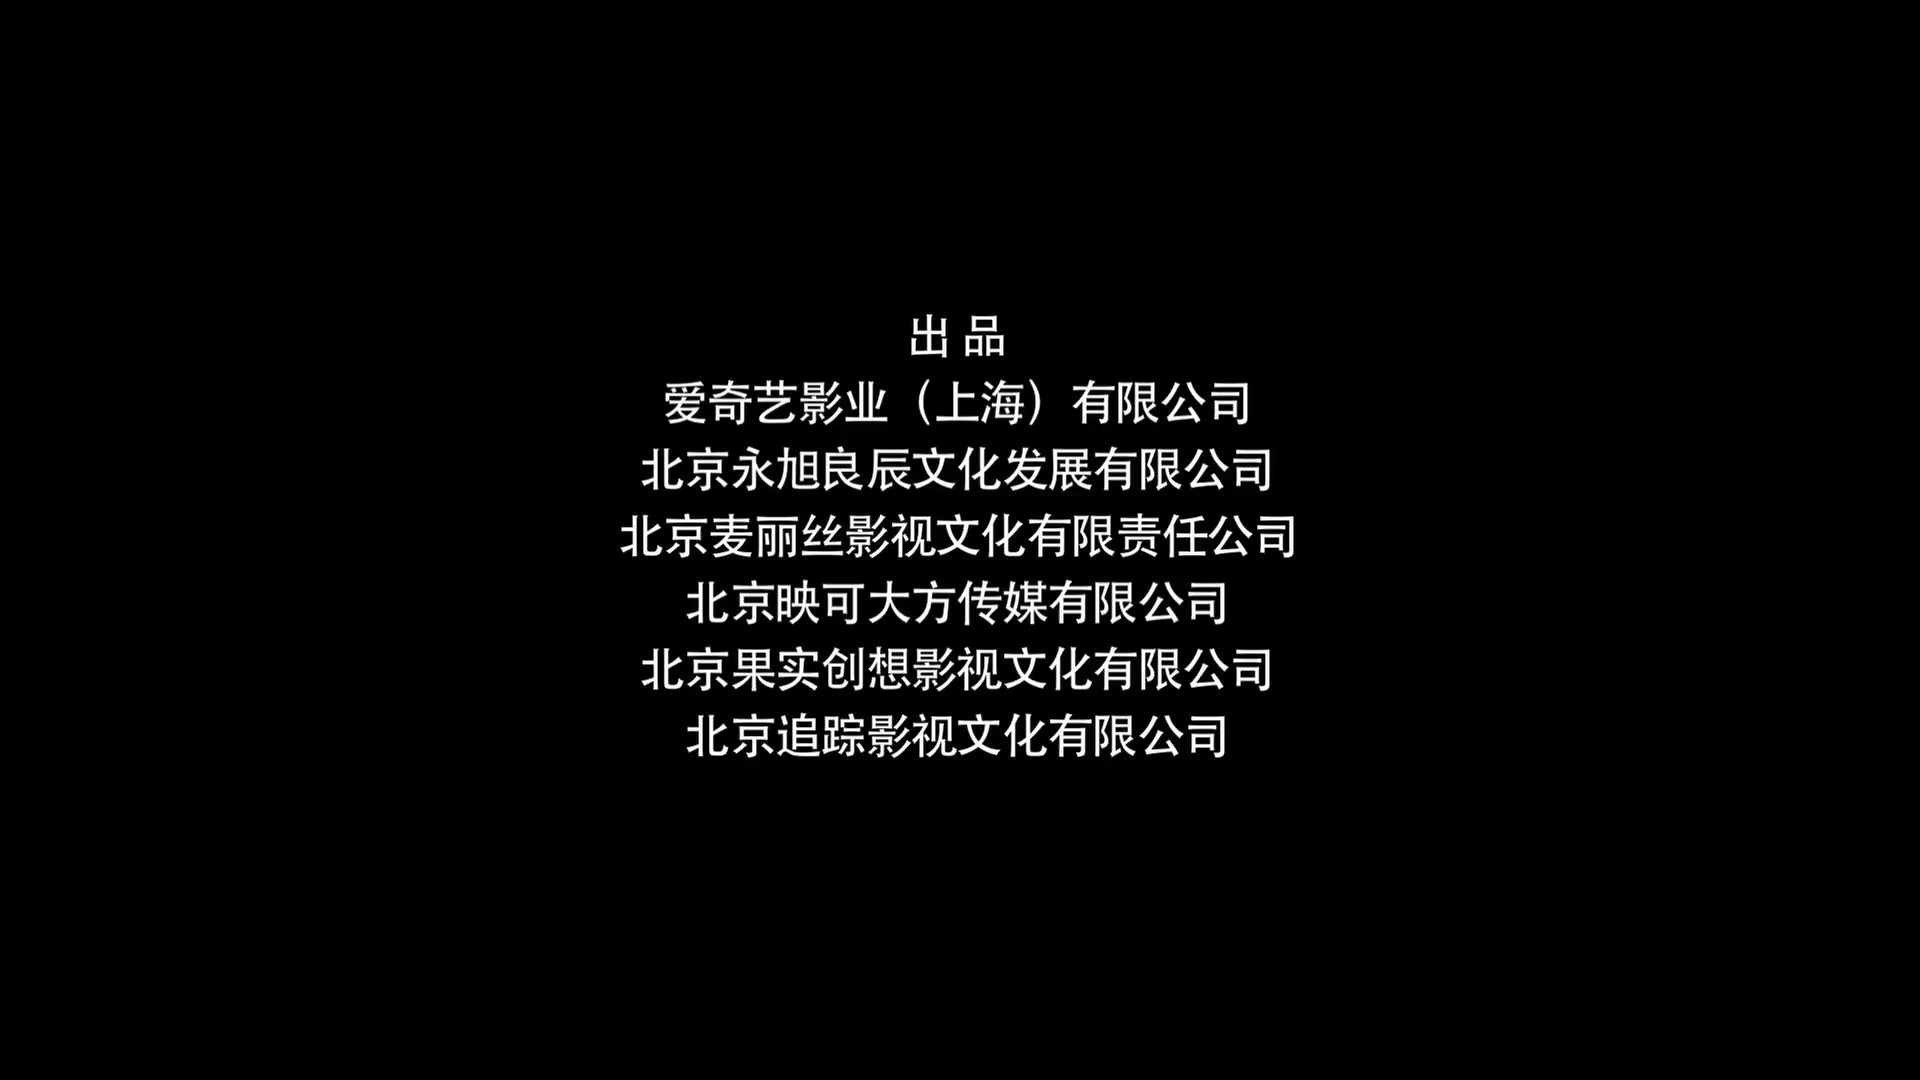 出品
爱奇艺影业（上海）有限公司
北京永旭良辰文化发展有限公司
北京麦丽丝影视文化有限责任公司
北京映可大方传媒有限公司
北京果实创想影视文化有限公司
北京追踪影视文化有限公司